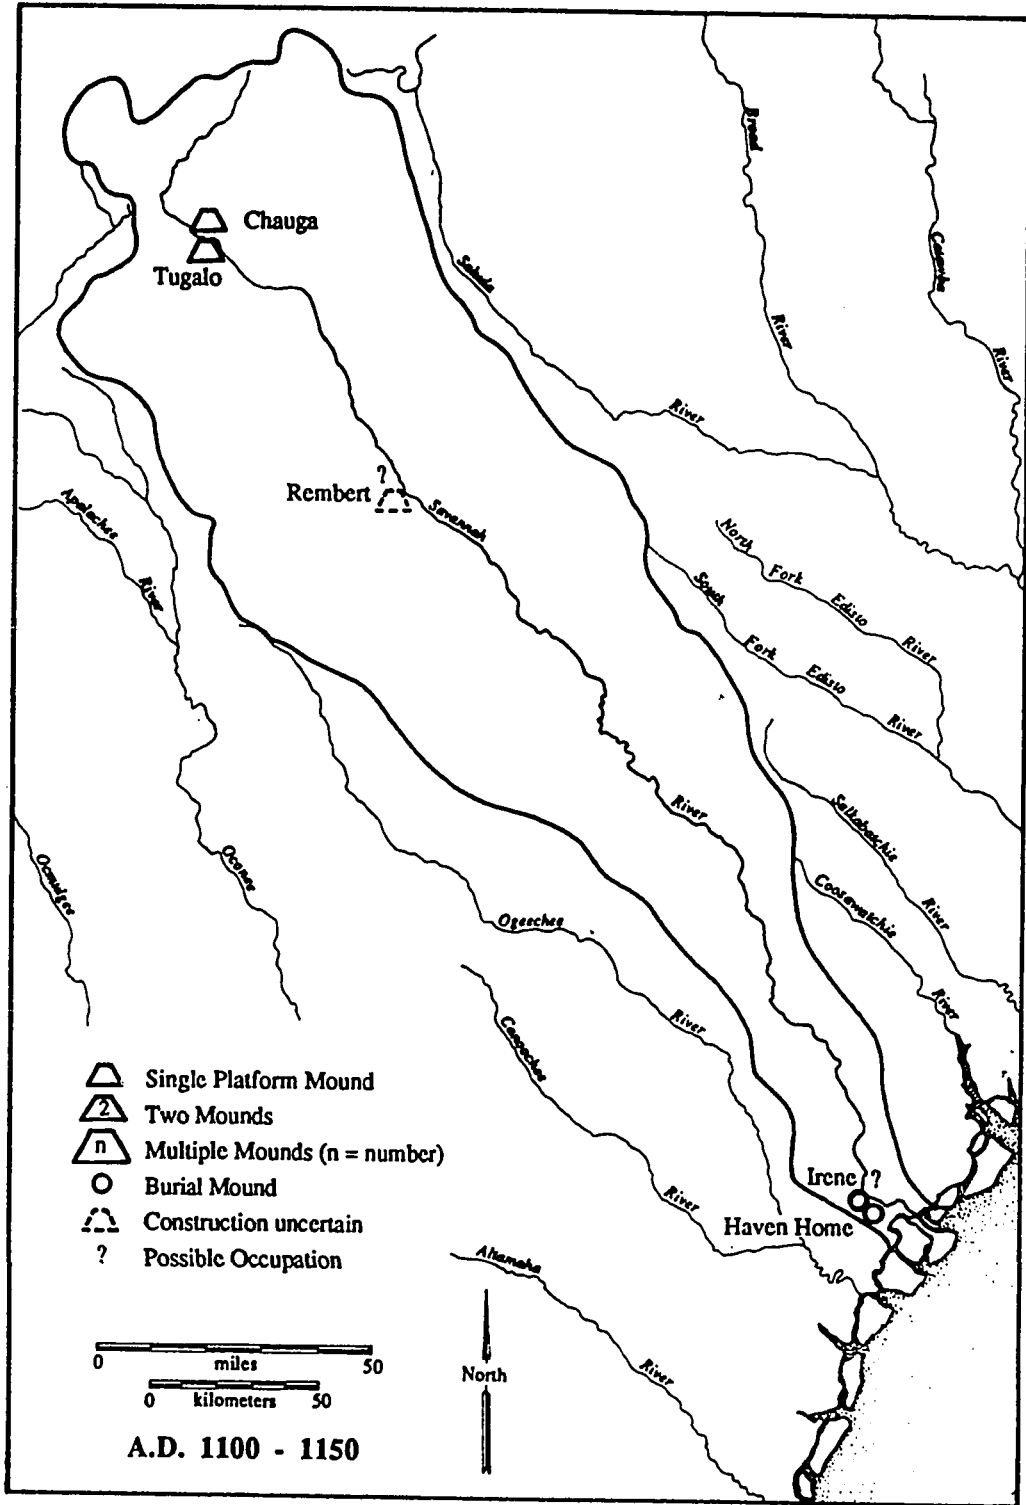 Broad
River
Catawba
River
Chauga
Tugalo
Saluda
River
?
Rembert
Savannah
River
Apalachee
River
North
Fork
Edisto
River
South
Fork
Edisto
River
Salkahatchie
River
Coosawatchie
River
Ocmulgee
Oconee
Ogeechee
River
Canoochee
River
Irene ?
Haven Home
Altamaha
River
Single Platform Mound
2 Two Mounds
n Multiple Mounds (n = number)
Burial Mound
Construction uncertain
? Possible Occupation
0 miles 50
0 kilometers 50
North
A.D. 1100 - 1150